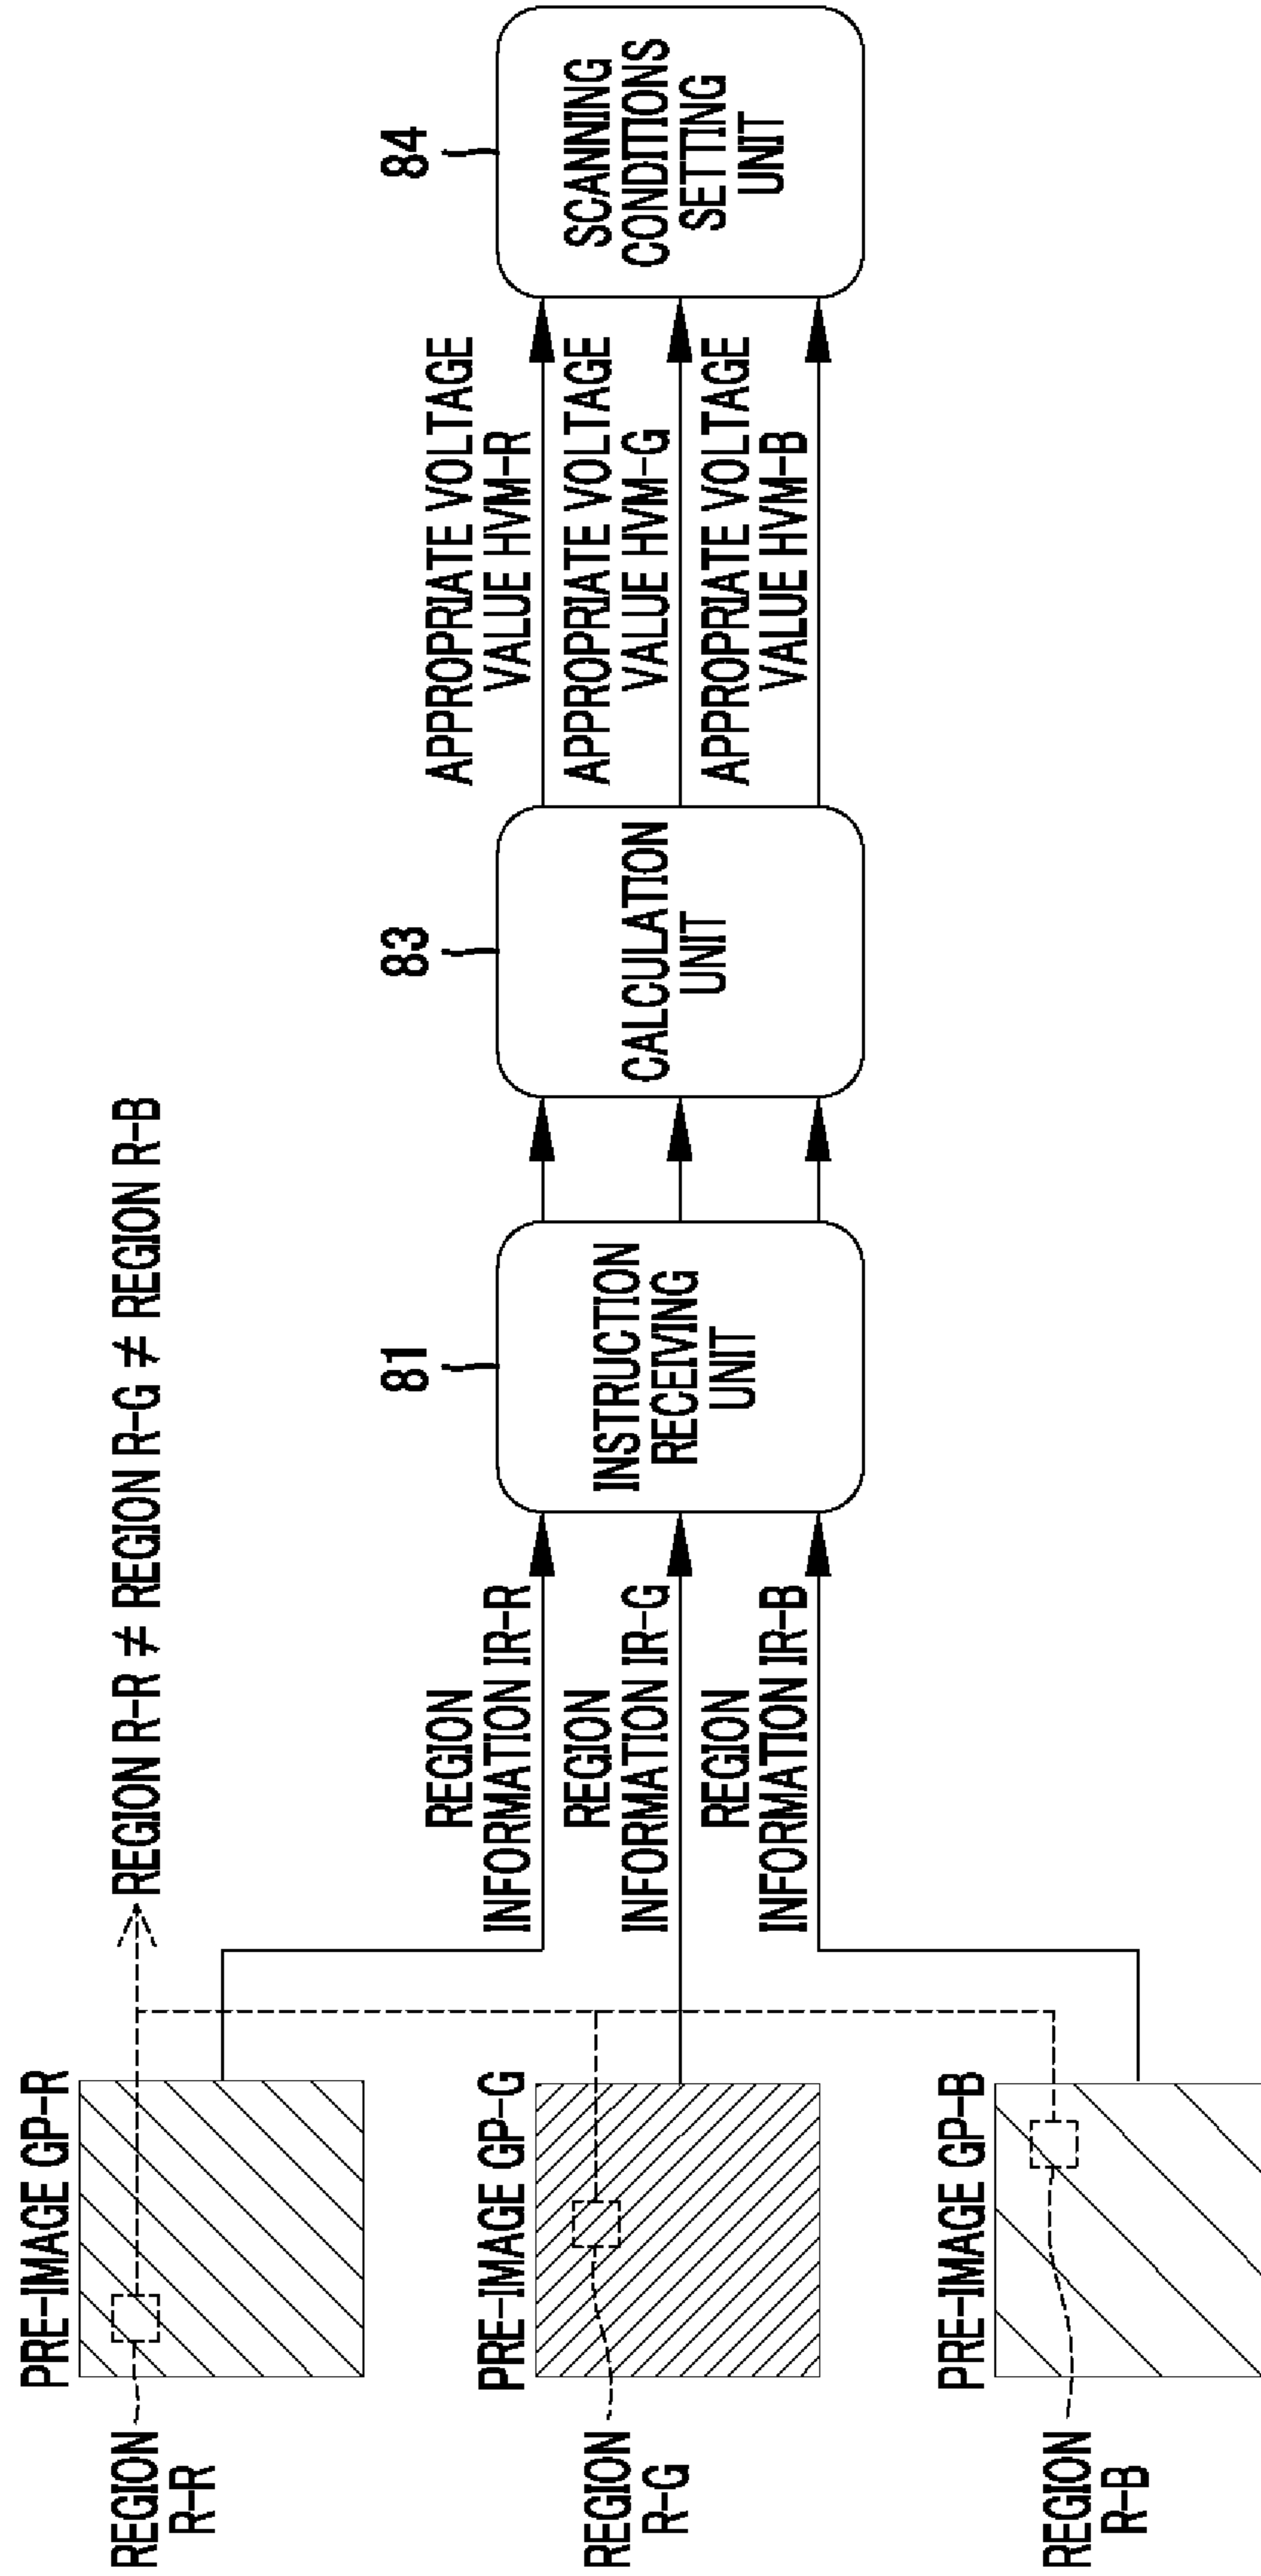 PRE-IMAGE GP-R
REGION
R-R
REGION R-R ≠ REGION R-G ≠ REGION R-B
PRE-IMAGE GP-G
REGION
R-G
PRE-IMAGE GP-B
REGION
R-B
REGION
INFORMATION IR-R
REGION
INFORMATION IR-G
REGION
INFORMATION IR-B
81
INSTRUCTION
RECEIVING
UNIT
83
CALCULATION
UNIT
APPROPRIATE VOLTAGE
VALUE HVM-R
APPROPRIATE VOLTAGE
VALUE HVM-G
APPROPRIATE VOLTAGE
VALUE HVM-B
84
SCANNING
CONDITIONS
SETTING
UNIT